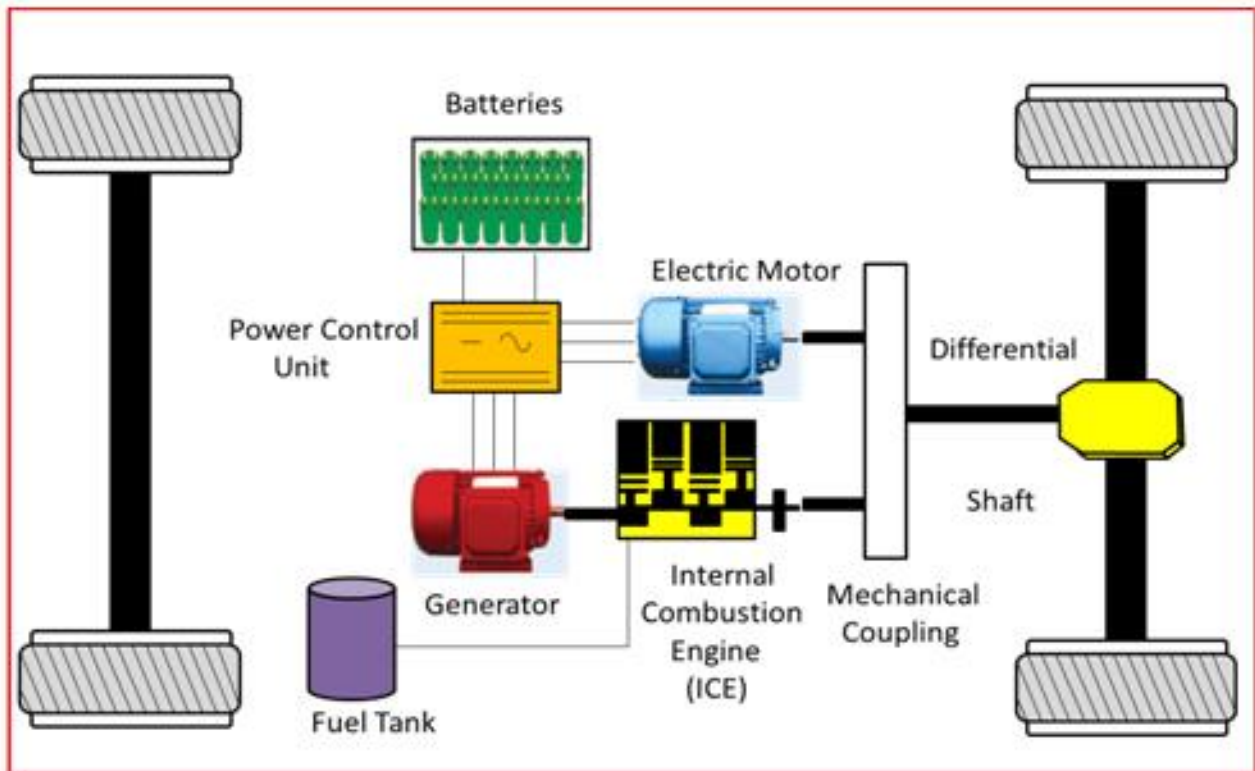 Batteries
Electric Motor
Power Control
Unit
Differential
Shaft
Generator
Internal
Combustion
Engine
(ICE)
Mechanical
Coupling
Fuel Tank